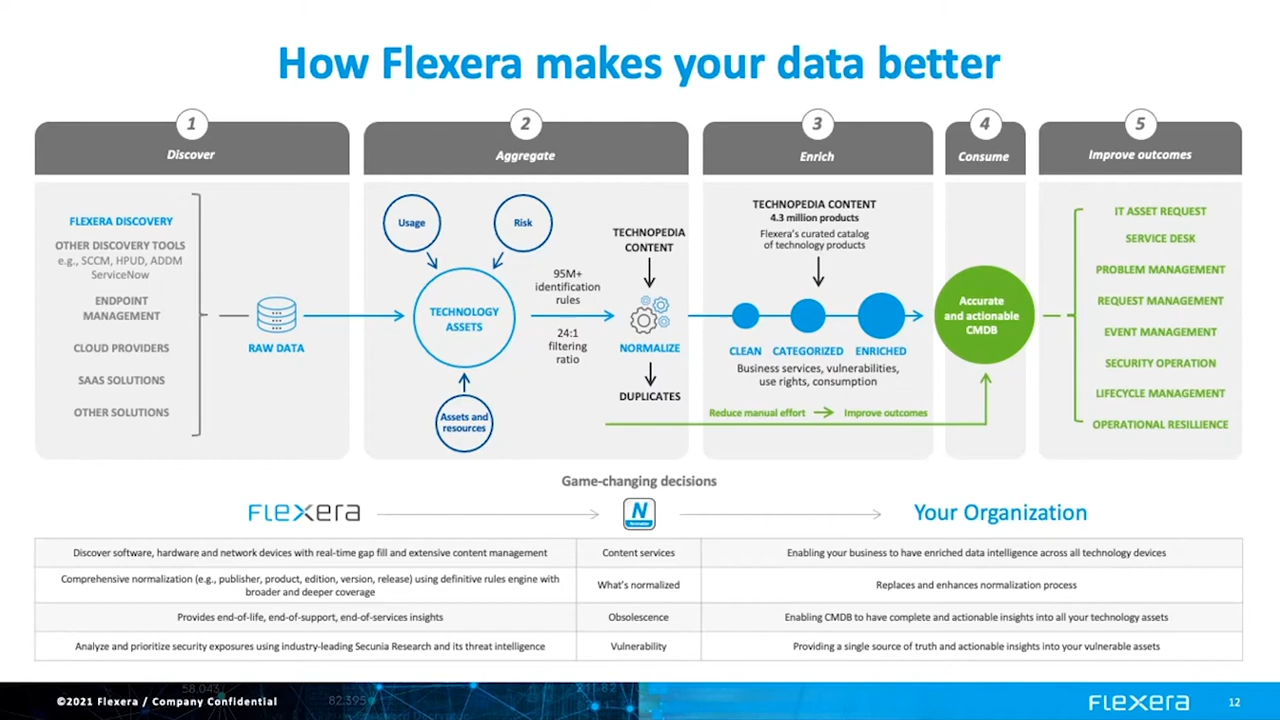 How Flexera makes your data better
1
Discover
2
Aggregate
3
Enrich
4
Consume
5
Improve outcomes
FLEXERA DISCOVERY
OTHER DISCOVERY TOOLS
e.g., SCCM, HPUD, ADDM
ServiceNow
ENDPOINT
MANAGEMENT
CLOUD PROVIDERS
SAAS SOLUTIONS
OTHER SOLUTIONS
RAW DATA
Usage
Risk
TECHNOLOGY
ASSETS
Assets and
resources
95M+
identification
rules
24:1
filtering
ratio
TECHNOPEDIA
CONTENT
NORMALIZE
DUPLICATES
TECHNOPEDIA CONTENT
4.3 million products
Flexera's curated catalog
of technology products
CLEAN
CATEGORIZED
ENRICHED
Business services, vulnerabilities,
use rights, consumption
Reduce manual effort
Improve outcomes
Accurate
and actionable
CMDB
IT ASSET REQUEST
SERVICE DESK
PROBLEM MANAGEMENT
REQUEST MANAGEMENT
EVENT MANAGEMENT
SECURITY OPERATION
LIFECYCLE MANAGEMENT
OPERATIONAL RESILLIENCE
Game-changing decisions
FLEXERA
N
Your Organization
Discover software, hardware and network devices with real-time gap fill and extensive content management
Content services
Enabling your business to have enriched data intelligence across all technology devices
Comprehensive normalization (e.g., publisher, product, edition, version, release) using definitive rules engine with
broader and deeper coverage
What's normalized
Replaces and enhances normalization process
Provides end-of-life, end-of-support, end-of-services insights
Obsolescence
Enabling CMDB to have complete and actionable insights into all your technology assets
Analyze and prioritize security exposures using industry-leading Secunia Research and its threat intelligence
Vulnerability
Providing a single source of truth and actionable insights into your vulnerable assets
©2021 Flexera / Company Confidential
58.043
82.395
FLEXERA
12